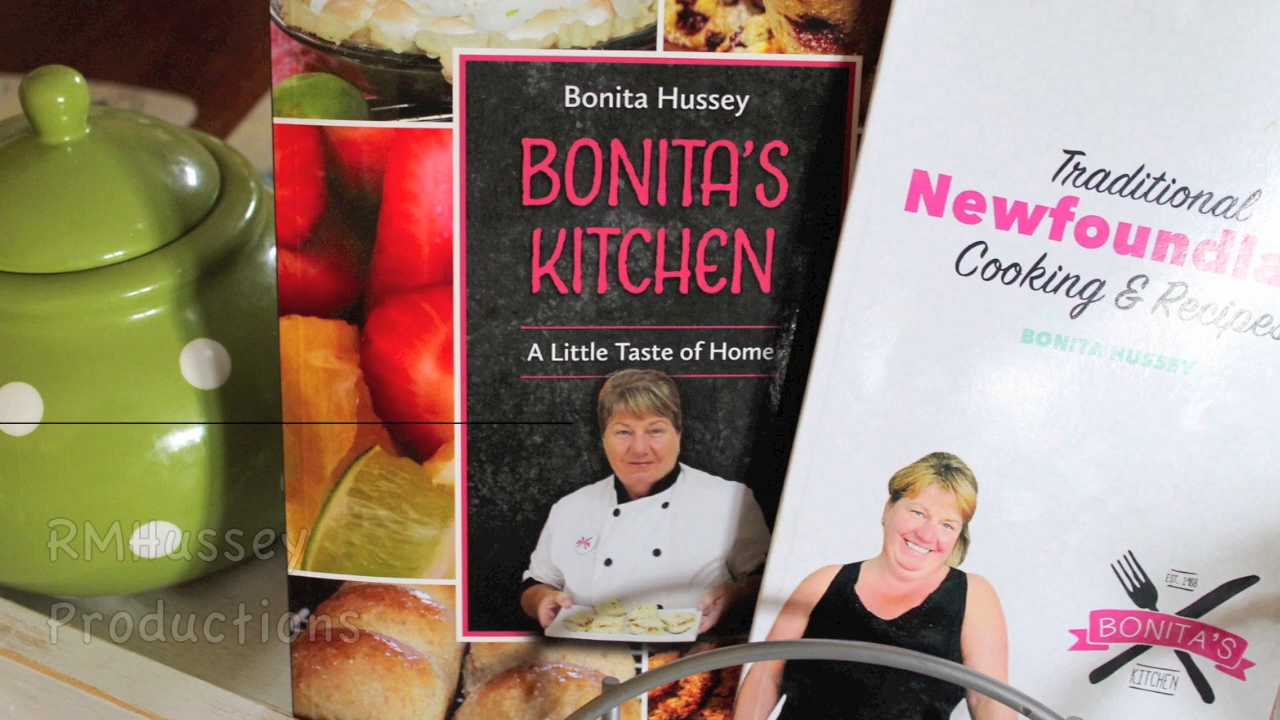 Bonita Hussey
BONITA'S
KITCHEN
A Little Taste of Home
Traditional
Newfoundla
Cooking & Recipes
BONITA HUSSEY
EST. 1988
BONITA'S
KITCHEN
RMHussey
Productions